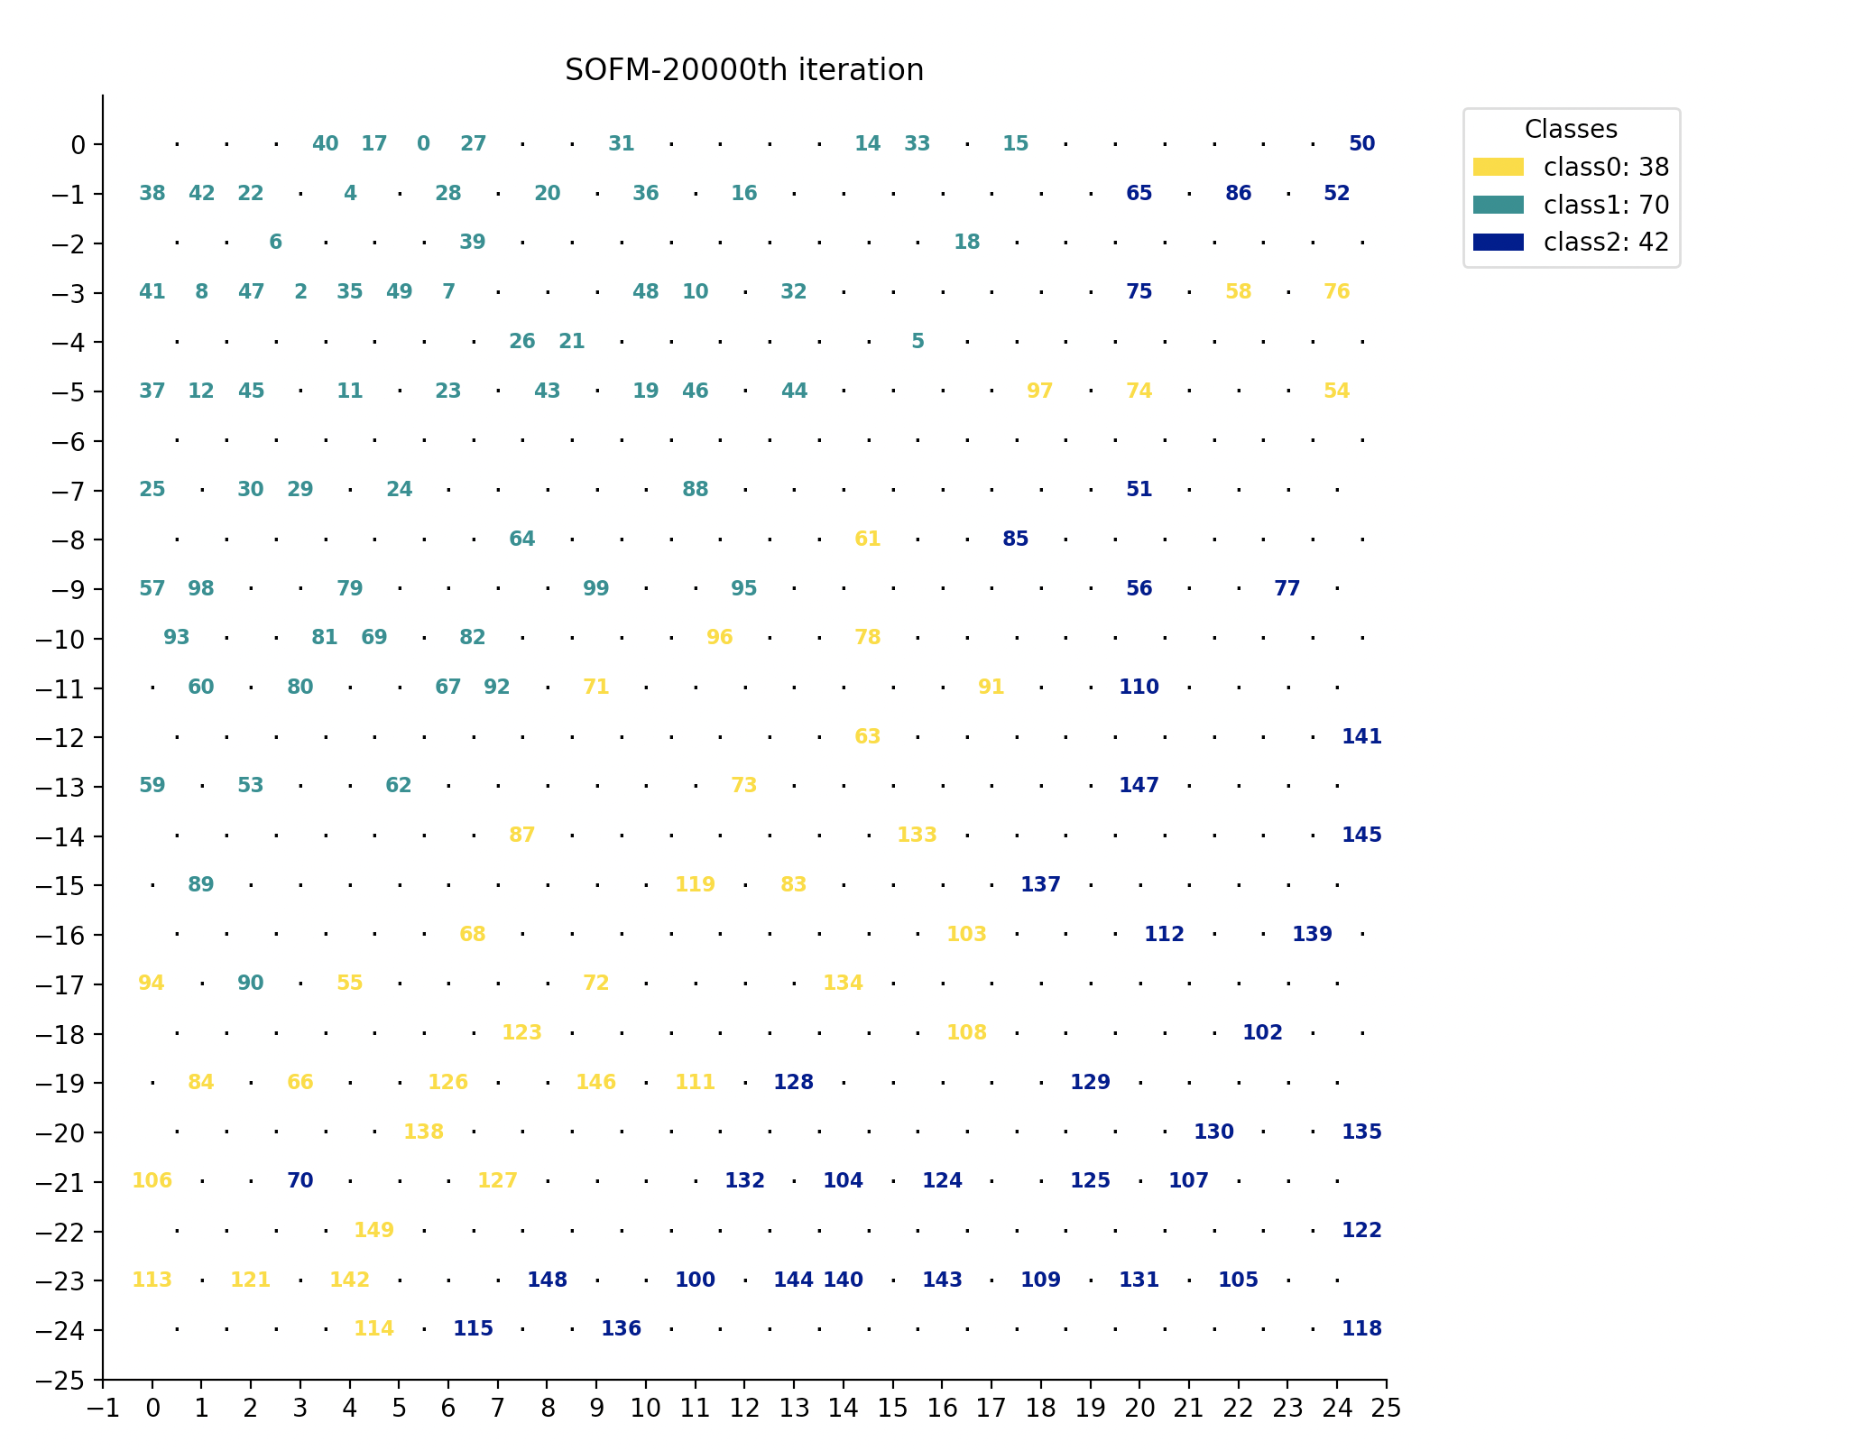 SOFM-20000th iteration
Classes
class0: 38
class1: 70
class2: 42
0 40 17 0 27 31 14 33 15 50
−1 38 42 22 4 28 20 36 16 65 86 52
−2 6 39 18
−3 41 8 47 2 35 49 7 48 10 32 75 58 76
−4 26 21 5
−5 37 12 45 11 23 43 19 46 44 97 74 54
−6
−7 25 30 29 24 88 51
−8 64 61 85
−9 57 98 79 99 95 56 77
−10 93 81 69 82 96 78
−11 60 80 67 92 71 91 110
−12 63 141
−13 59 53 62 73 147
−14 87 133 145
−15 89 119 83 137
−16 68 103 112 139
−17 94 90 55 72 134
−18 123 108 102
−19 84 66 126 146 111 128 129
−20 138 130 135
−21 106 70 127 132 104 124 125 107
−22 149 122
−23 113 121 142 148 100 144 140 143 109 131 105
−24 114 115 136 118
−25
−1 0 1 2 3 4 5 6 7 8 9 10 11 12 13 14 15 16 17 18 19 20 21 22 23 24 25